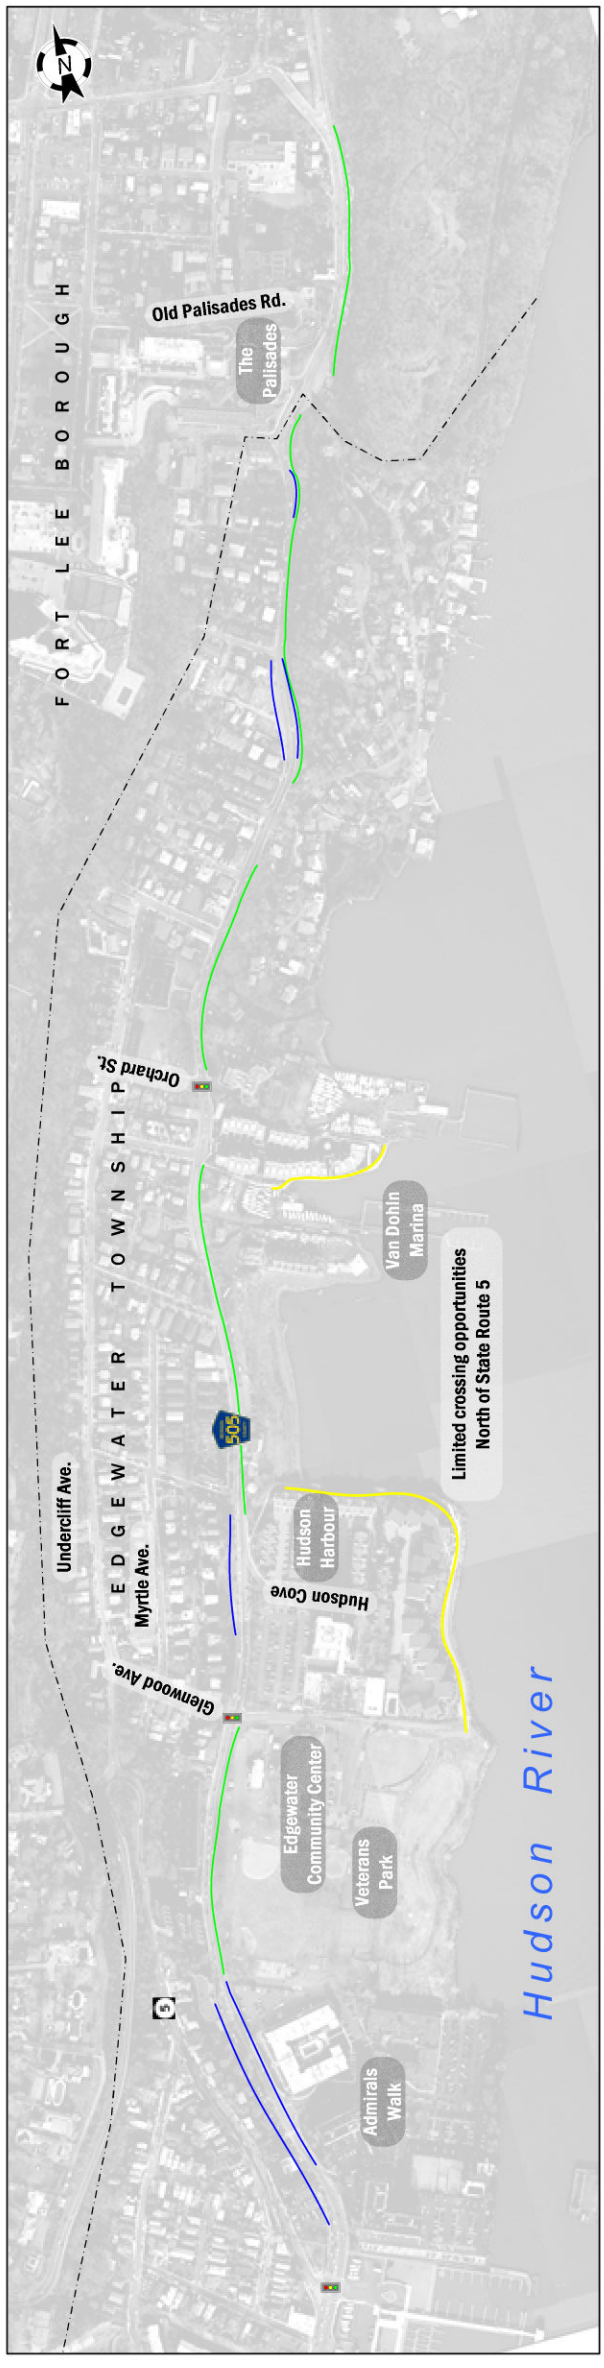 N
FORT LEE BOROUGH
Old Palisades Rd.
The
Palisades
Orchard St.
EDGEWATER TOWNSHIP
Van Dohin
Marina
Limited crossing opportunities
North of State Route 5
505
Undercliff Ave.
Myrtle Ave.
Hudson
Harbour
Hudson Cove
Glenwood Ave.
Edgewater
Community Center
Veterans
Park
Hudson River
5
Admirals
Walk